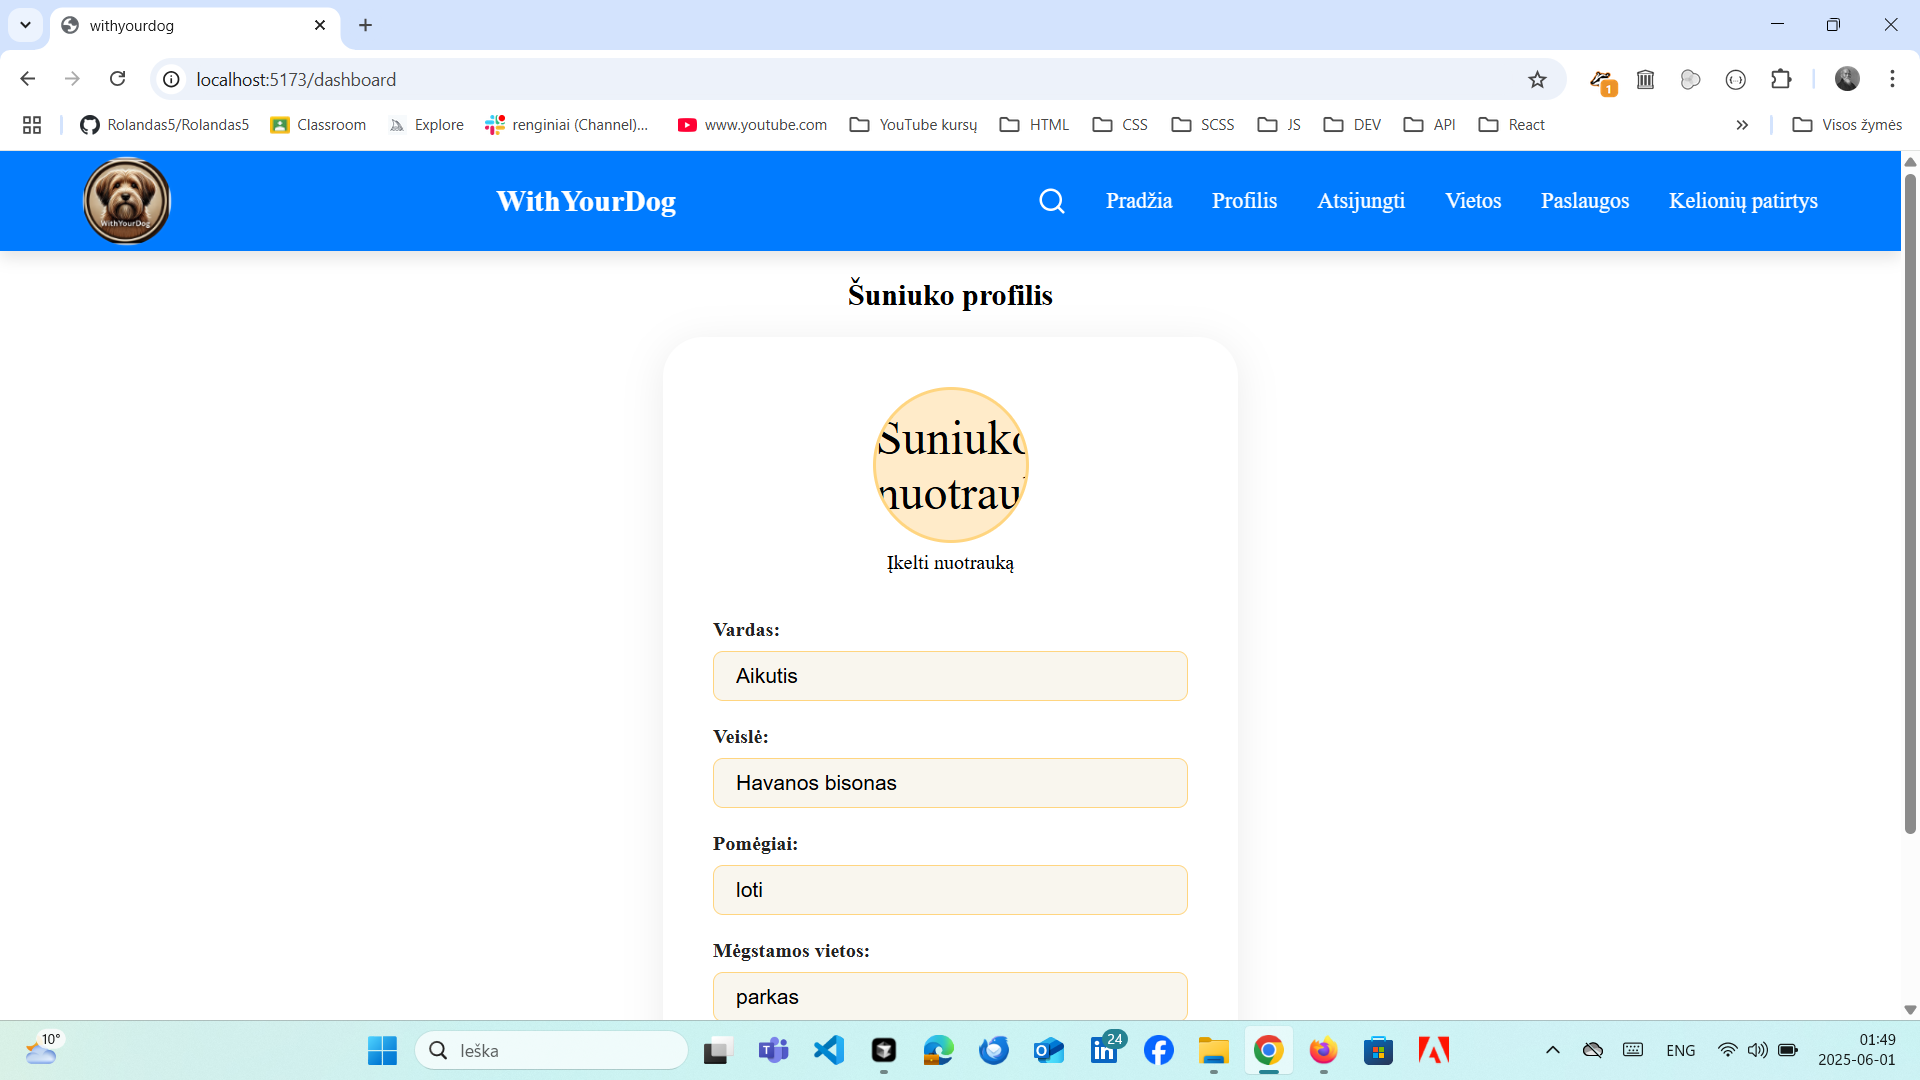 withyourdog
localhost:5173/dashboard
1
Rolandas5/Rolandas5 Classroom Explore renginiai (Channel)... www.youtube.com YouTube kursų HTML CSS SCSS JS DEV API React Visos žymės
WithYourDog
WithYourDog Pradžia Profilis Atsijungti Vietos Paslaugos Kelionių patirtys
Šuniuko profilis
Šuniuko
nuotrau
Įkelti nuotrauką
Vardas:
Aikutis
Veislė:
Havanos bisonas
Pomėgiai:
loti
Mėgstamos vietos:
parkas
10°
Ieška
24
ENG
01:49
2025-06-01